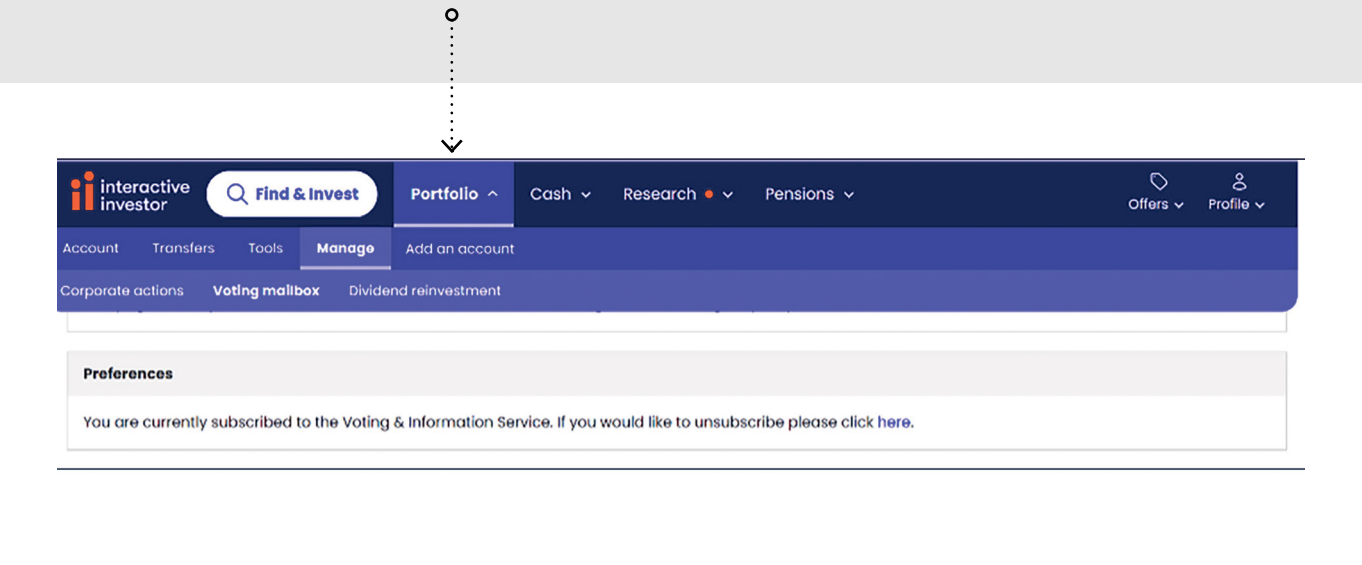 interactive
investor
Find & Invest
Portfolio
Cash
Research
Pensions
Offers
Profile
Account Transfers Tools Manage Add an account
Corporate actions Voting mailbox Dividend reinvestment
Preferences
You are currently subscribed to the Voting & Information Service. If you would like to unsubscribe please click here.